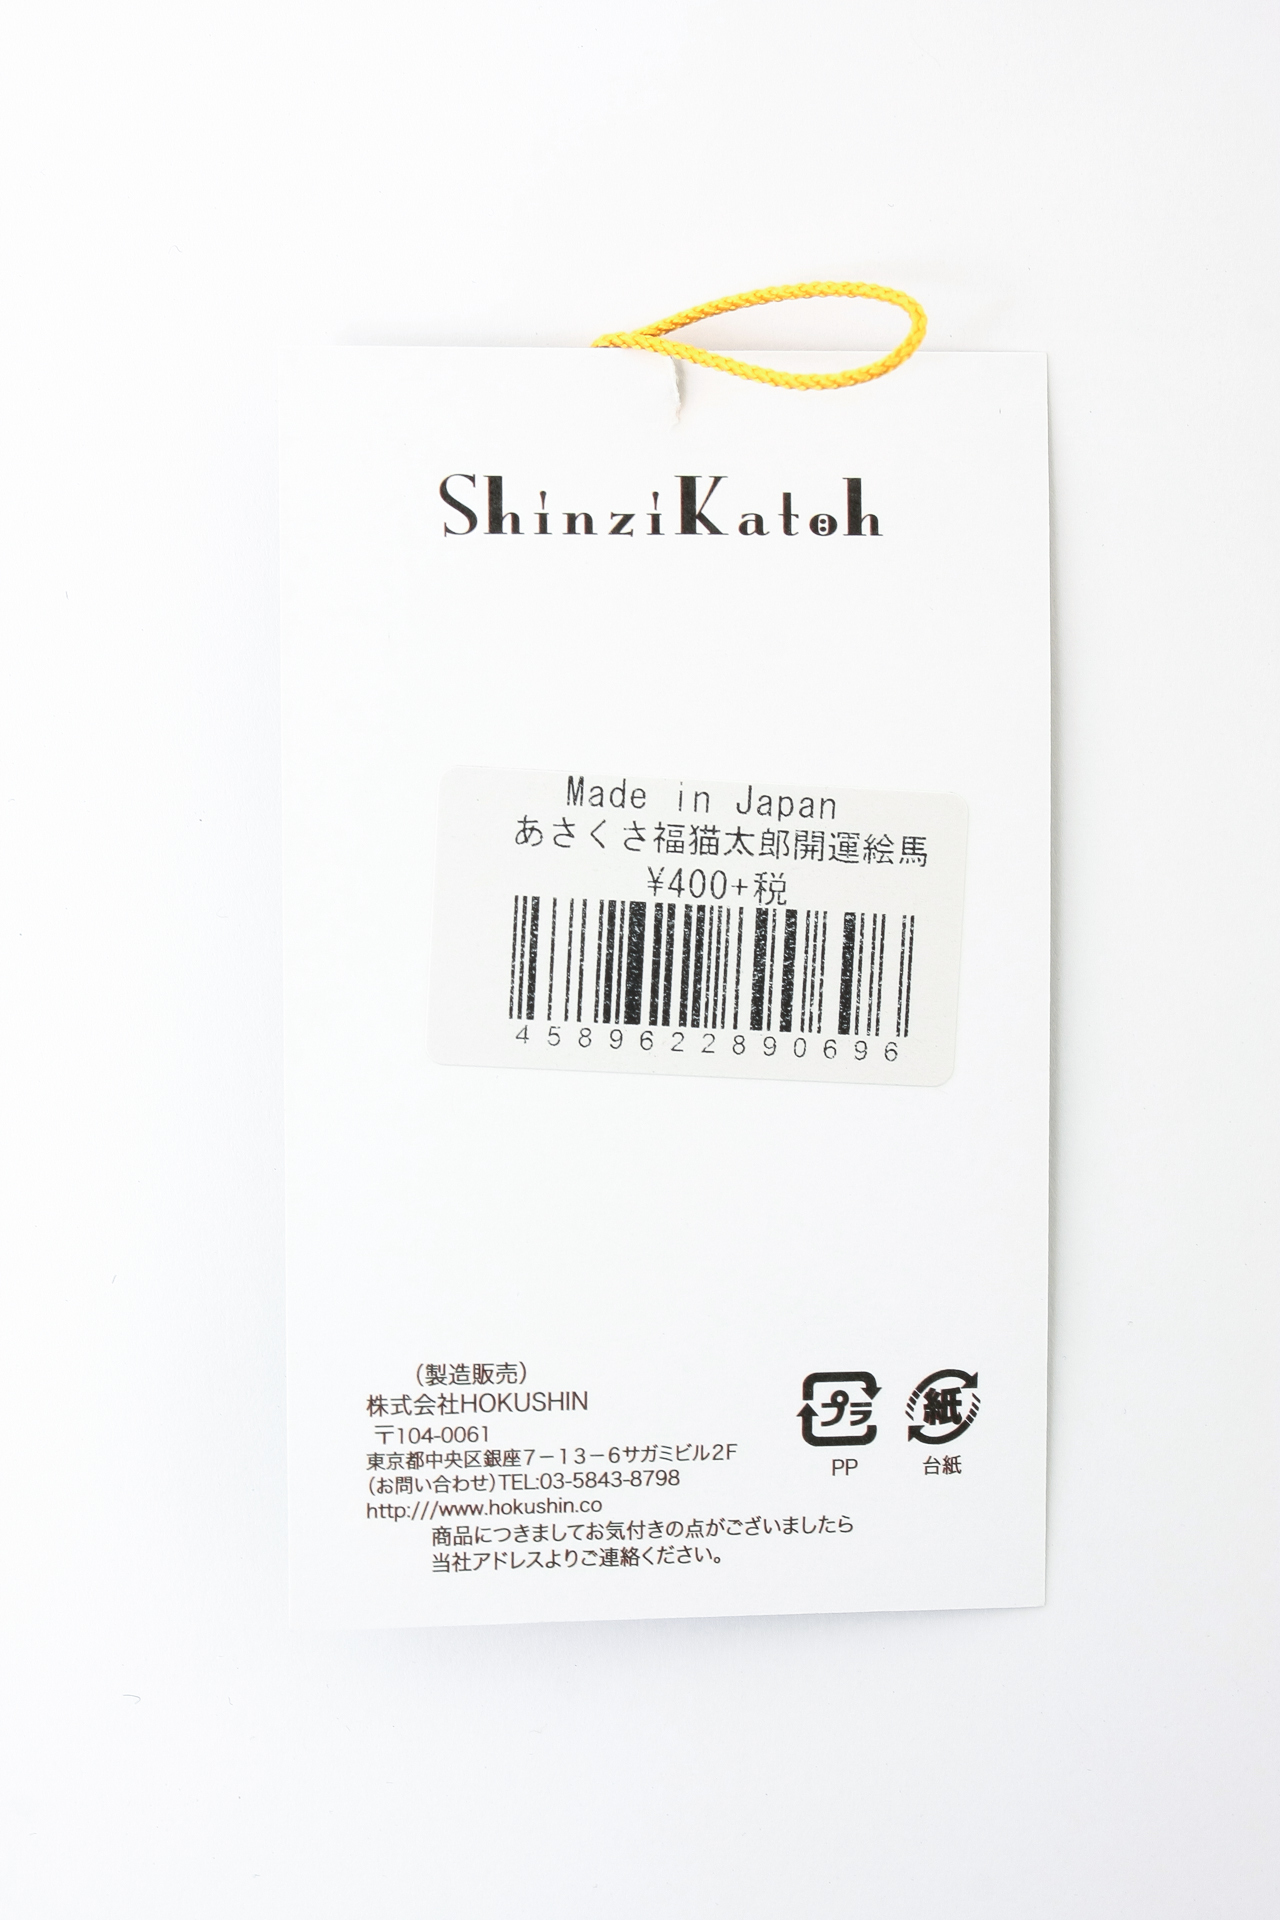 ShinziKatoh
Made in Japan
あさくさ福猫太郎開運絵馬
¥400+税
4589622890696
（製造販売）
株式会社HOKUSHIN
〒104-0061
東京都中央区銀座7－13－6サガミビル2F
（お問い合わせ）TEL:03-5843-8798
http:///www.hokushin.co
商品につきましてお気付きの点がございましたら
当社アドレスよりご連絡ください。
プラ
PP
紙
台紙